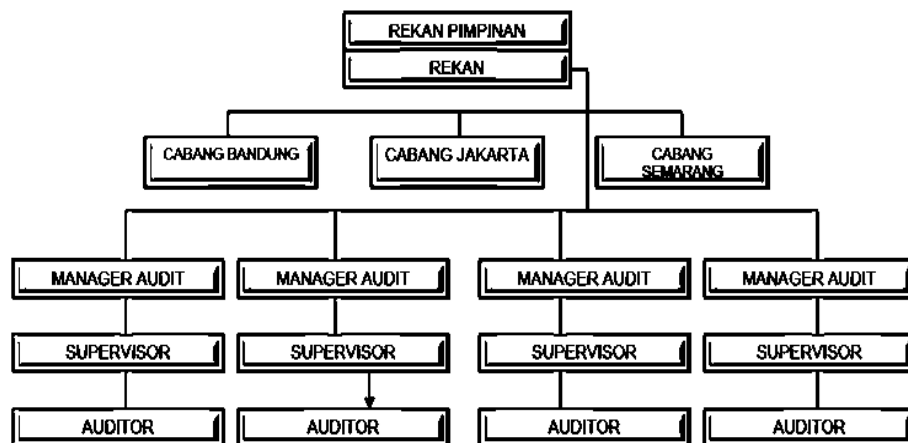 REKAN PIMPINAN
REKAN
CABANG BANDUNG
CABANG JAKARTA
CABANG
SEMARANG
MANAGER AUDIT
MANAGER AUDIT
MANAGER AUDIT
MANAGER AUDIT
SUPERVISOR
SUPERVISOR
SUPERVISOR
SUPERVISOR
AUDITOR
AUDITOR
AUDITOR
AUDITOR